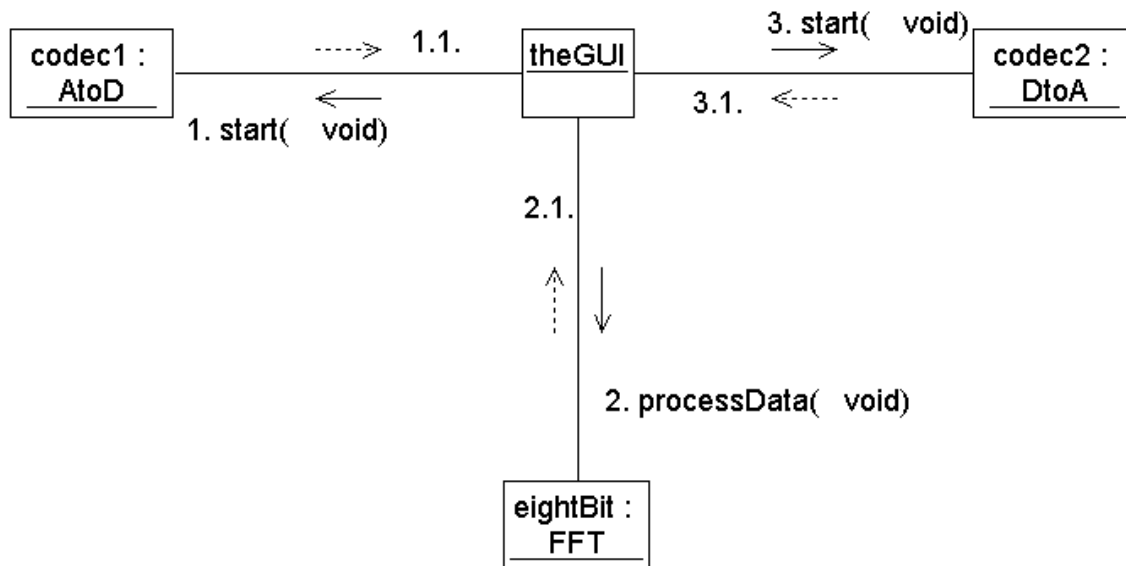 codec1 :
AtoD
1.1.
1. start( void)
theGUI
3. start( void)
3.1.
codec2 :
DtoA
2.1.
2. processData( void)
eightBit :
FFT